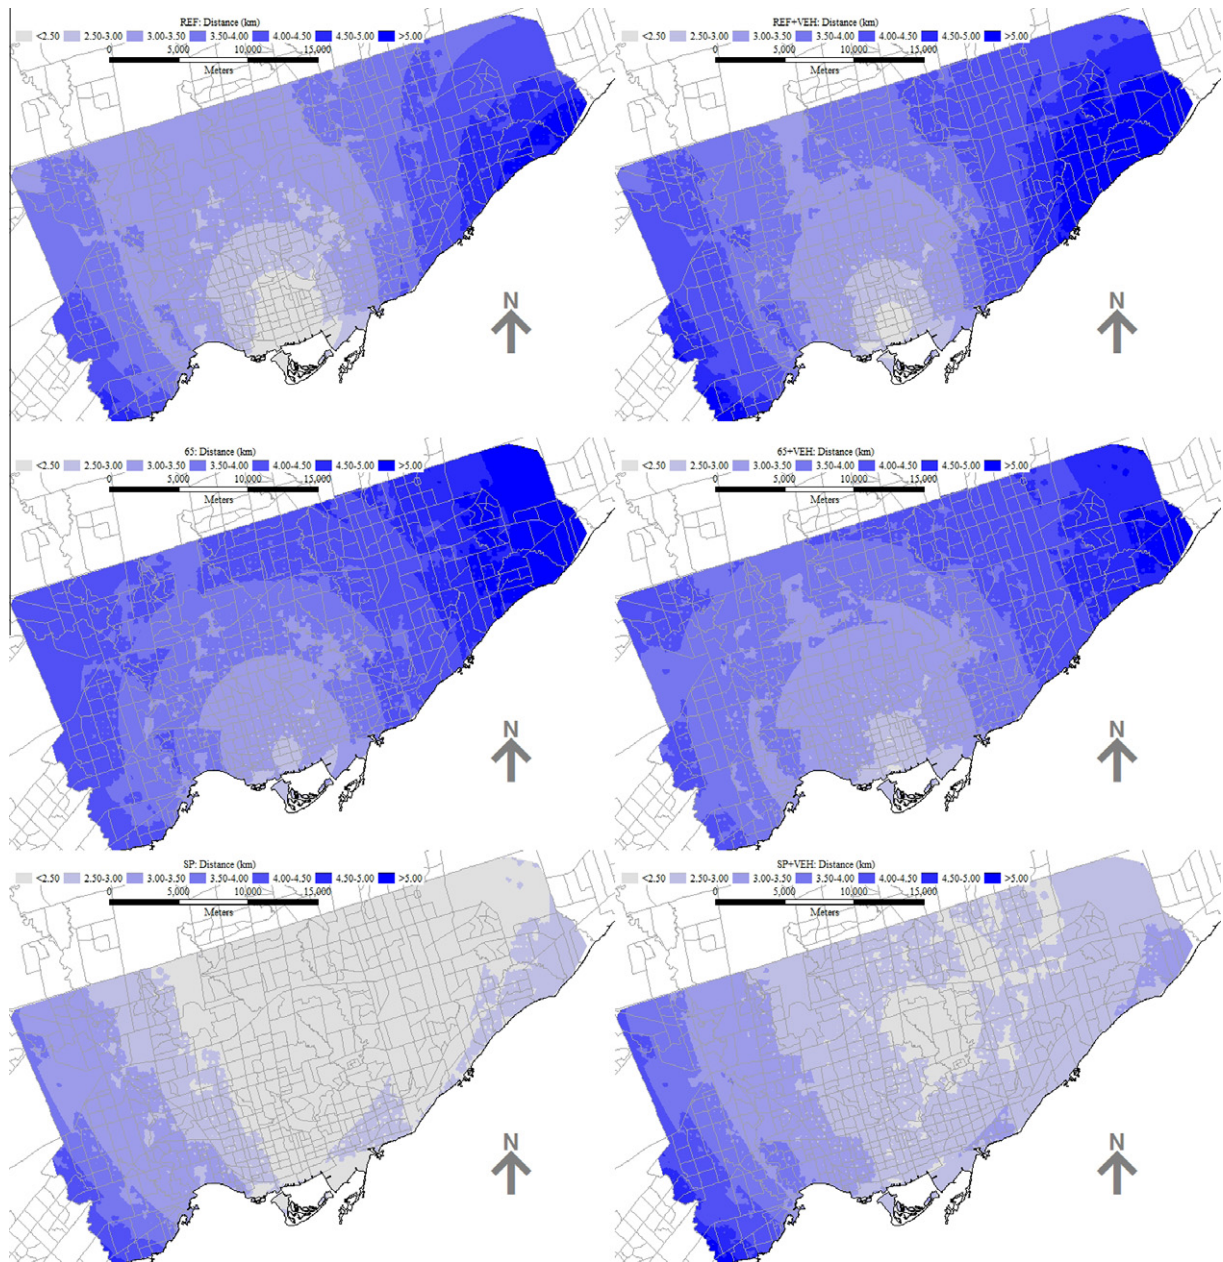 REF: Distance (km)
<2.50 2.50-3.00 3.00-3.50 3.50-4.00 4.00-4.50 4.50-5.00 >5.00
0 5,000 10,000 15,000
Meters
N
REF+VEH: Distance (km)
<2.50 2.50-3.00 3.00-3.50 3.50-4.00 4.00-4.50 4.50-5.00 >5.00
0 5,000 10,000 15,000
Meters
N
65: Distance (km)
<2.50 2.50-3.00 3.00-3.50 3.50-4.00 4.00-4.50 4.50-5.00 >5.00
0 5,000 10,000 15,000
Meters
N
65+VEH: Distance (km)
<2.50 2.50-3.00 3.00-3.50 3.50-4.00 4.00-4.50 4.50-5.00 >5.00
0 5,000 10,000 15,000
Meters
N
SP: Distance (km)
<2.50 2.50-3.00 3.00-3.50 3.50-4.00 4.00-4.50 4.50-5.00 >5.00
0 5,000 10,000 15,000
Meters
N
SP+VEH: Distance (km)
<2.50 2.50-3.00 3.00-3.50 3.50-4.00 4.00-4.50 4.50-5.00 >5.00
0 5,000 10,000 15,000
Meters
N